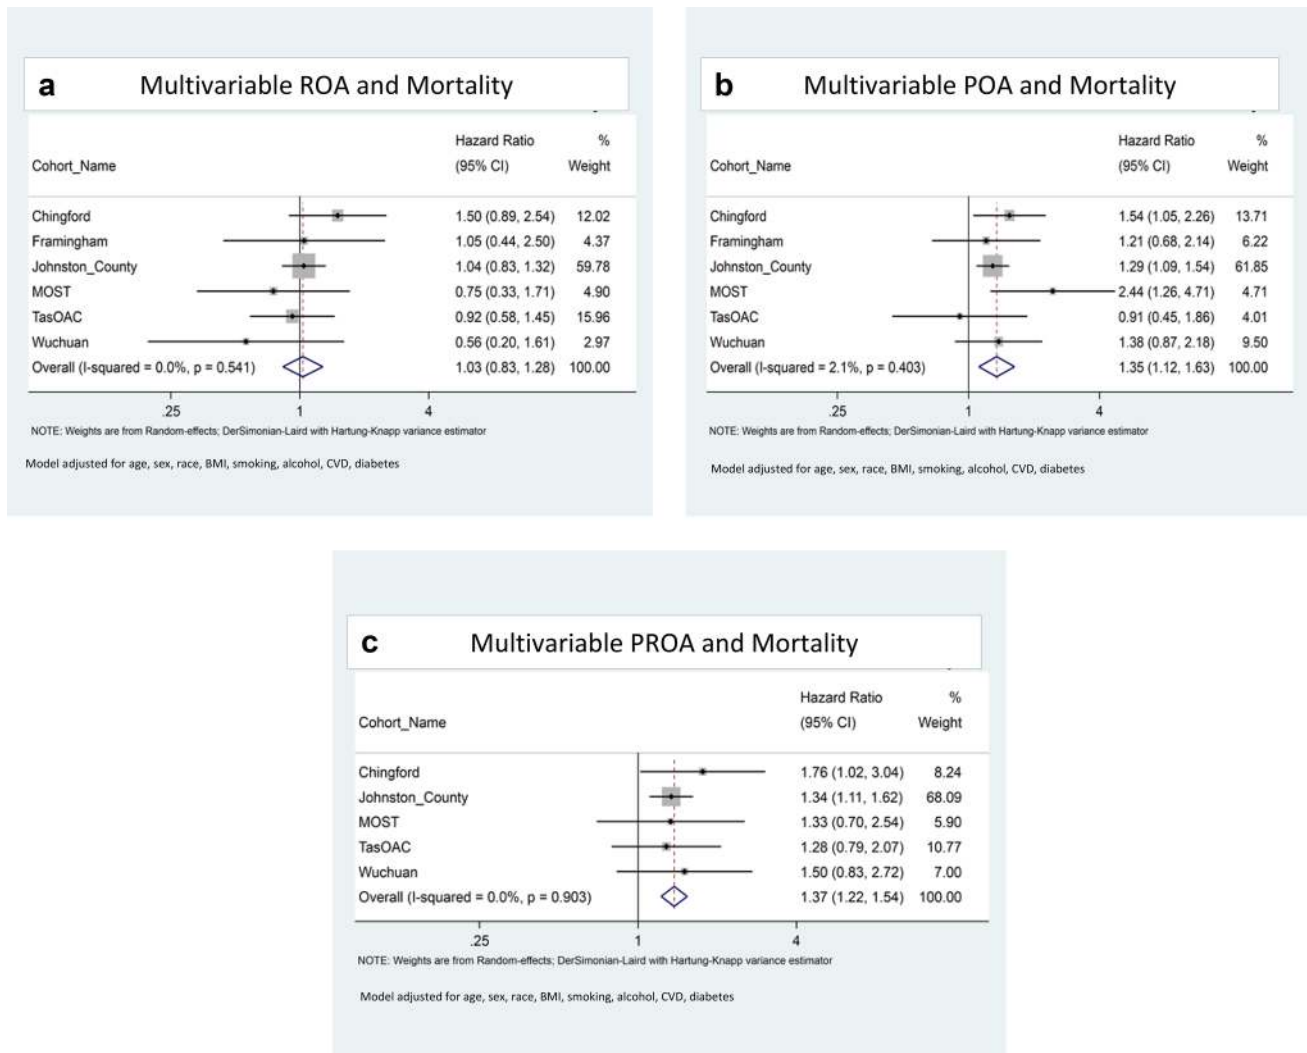 a Multivariable ROA and Mortality
Hazard Ratio %
Cohort_Name (95% CI) Weight
Chingford 1.50 (0.89, 2.54) 12.02
Framingham 1.05 (0.44, 2.50) 4.37
Johnston_County 1.04 (0.83, 1.32) 59.78
MOST 0.75 (0.33, 1.71) 4.90
TasOAC 0.92 (0.58, 1.45) 15.96
Wuchuan 0.56 (0.20, 1.61) 2.97
Overall (I-squared = 0.0%, p = 0.541) 1.03 (0.83, 1.28) 100.00
.25 1 4
NOTE: Weights are from Random-effects; DerSimonian-Laird with Hartung-Knapp variance estimator
Model adjusted for age, sex, race, BMI, smoking, alcohol, CVD, diabetes
b Multivariable POA and Mortality
Hazard Ratio %
Cohort_Name (95% CI) Weight
Chingford 1.54 (1.05, 2.26) 13.71
Framingham 1.21 (0.68, 2.14) 6.22
Johnston_County 1.29 (1.09, 1.54) 61.85
MOST 2.44 (1.26, 4.71) 4.71
TasOAC 0.91 (0.45, 1.86) 4.01
Wuchuan 1.38 (0.87, 2.18) 9.50
Overall (I-squared = 2.1%, p = 0.403) 1.35 (1.12, 1.63) 100.00
.25 1 4
NOTE: Weights are from Random-effects; DerSimonian-Laird with Hartung-Knapp variance estimator
Model adjusted for age, sex, race, BMI, smoking, alcohol, CVD, diabetes
c Multivariable PROA and Mortality
Hazard Ratio %
Cohort_Name (95% CI) Weight
Chingford 1.76 (1.02, 3.04) 8.24
Johnston_County 1.34 (1.11, 1.62) 68.09
MOST 1.33 (0.70, 2.54) 5.90
TasOAC 1.28 (0.79, 2.07) 10.77
Wuchuan 1.50 (0.83, 2.72) 7.00
Overall (I-squared = 0.0%, p = 0.903) 1.37 (1.22, 1.54) 100.00
.25 1 4
NOTE: Weights are from Random-effects; DerSimonian-Laird with Hartung-Knapp variance estimator
Model adjusted for age, sex, race, BMI, smoking, alcohol, CVD, diabetes